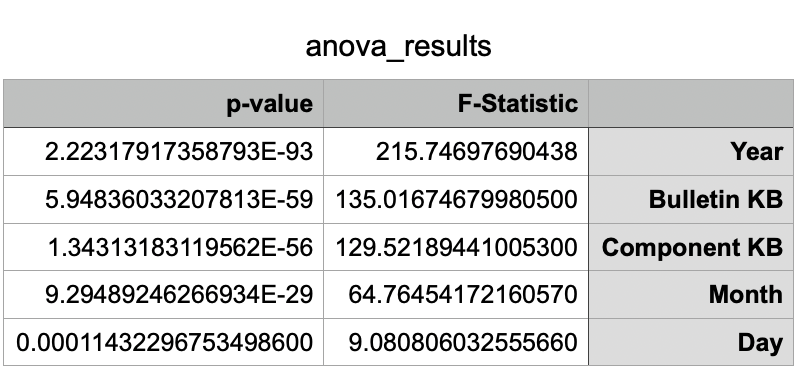 anova_results
p-value F-Statistic
2.22317917358793E-93 215.74697690438 Year
5.94836033207813E-59 135.01674679980500 Bulletin KB
1.34313183119562E-56 129.52189441005300 Component KB
9.29489246266934E-29 64.76454172160570 Month
0.00011432296753498600 9.080806032555660 Day